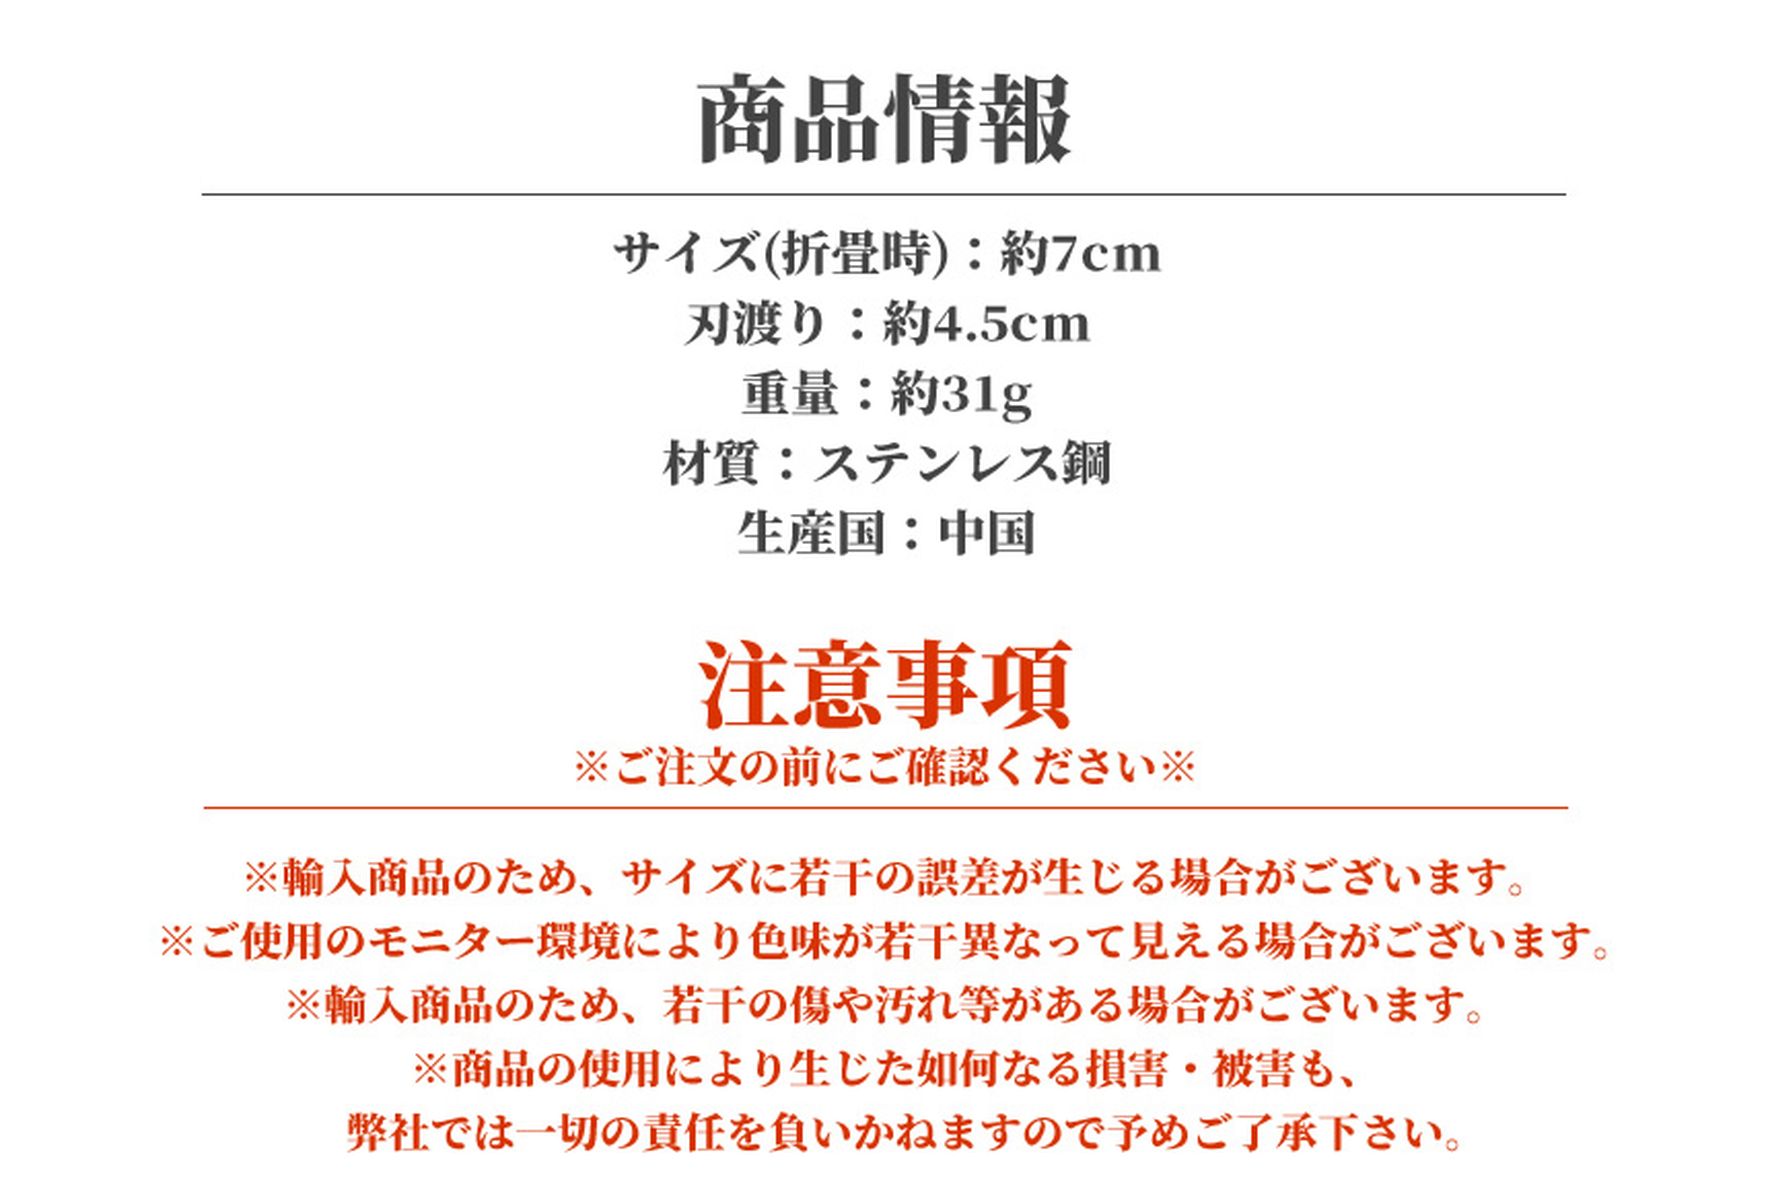 商品情報
サイズ(折畳時)：約7cm
刃渡り：約4.5cm
重量：約31g
材質：ステンレス鋼
生産国：中国
注意事項
※ご注文の前にご確認ください※
※輸入商品のため、サイズに若干の誤差が生じる場合がございます。
※ご使用のモニター環境により色味が若干異なって見える場合がございます。
※輸入商品のため、若干の傷や汚れ等がある場合がございます。
※商品の使用により生じた如何なる損害・被害も、
弊社では一切の責任を負いかねますので予めご了承下さい。